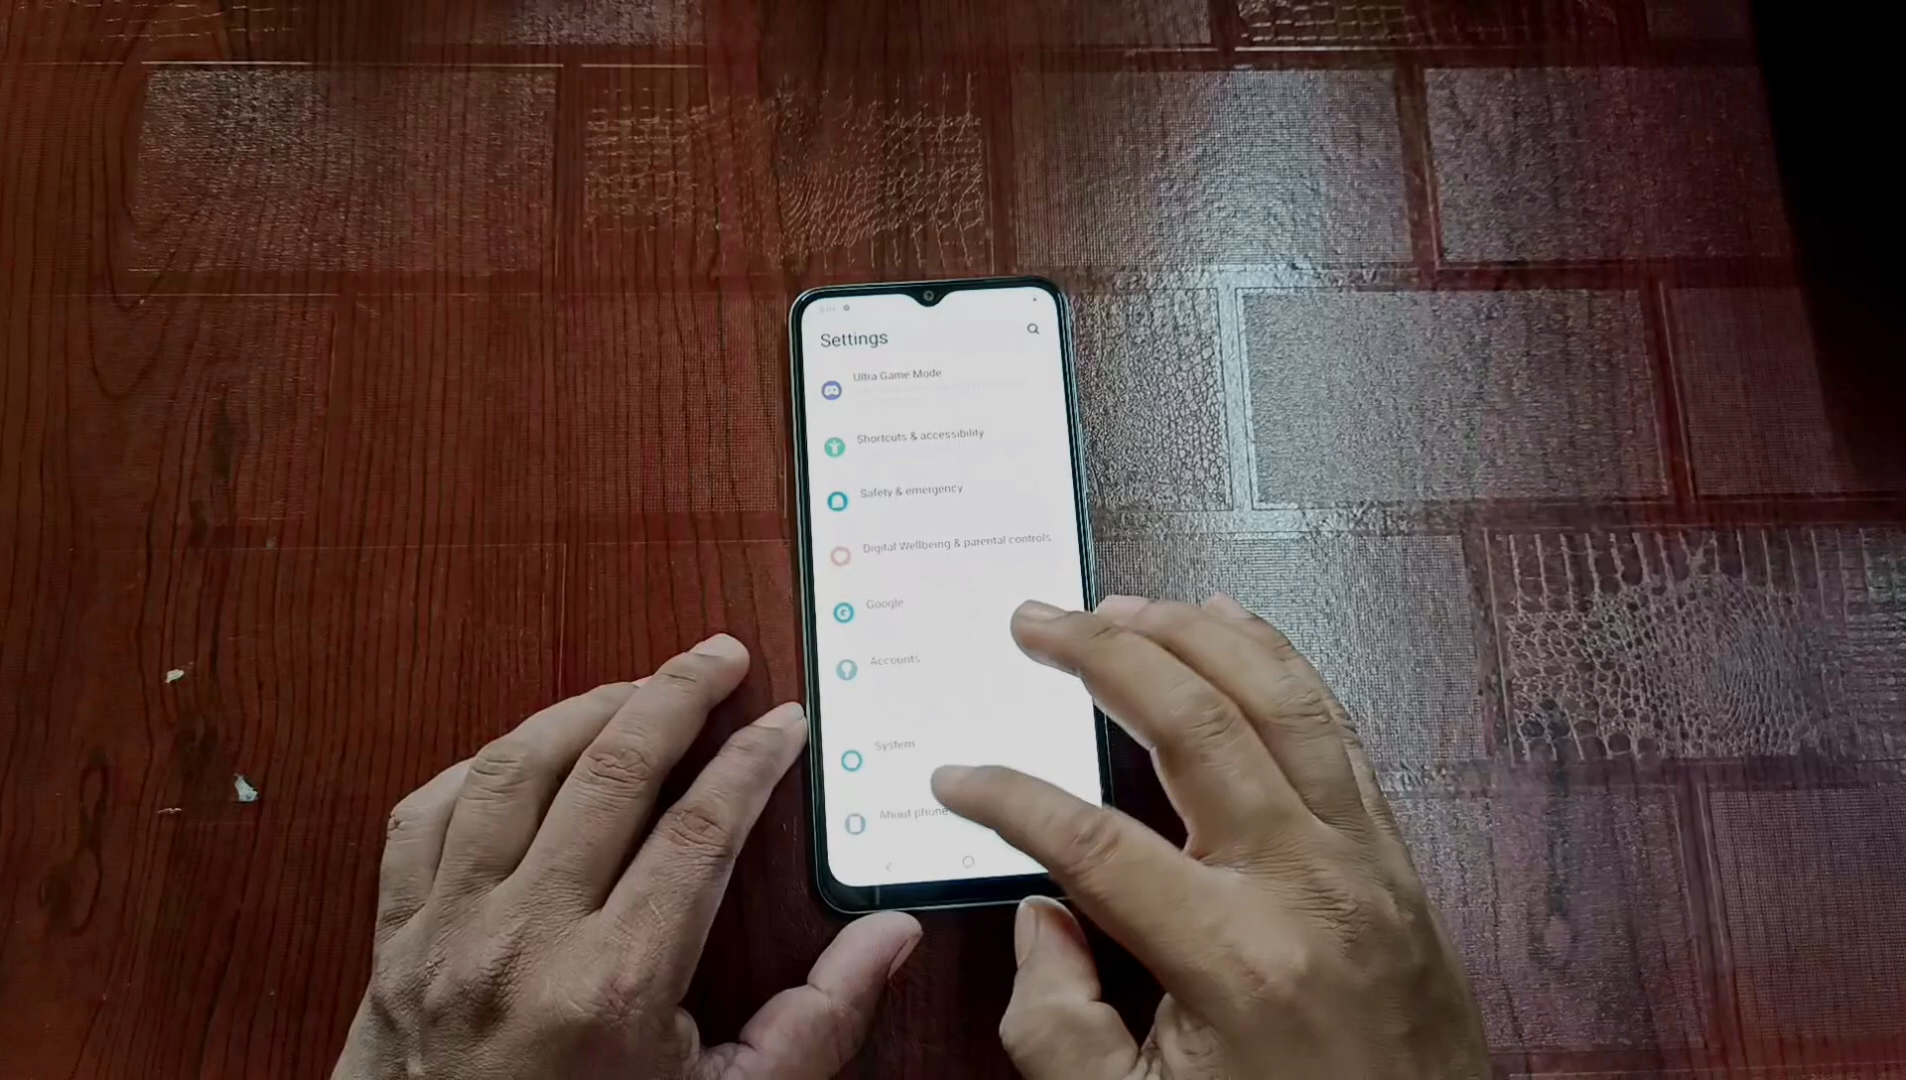 Settings
Ultra Game Mode
Shortcuts & accessibility
Safety & emergency
Digital Wellbeing & parental controls
Google
Accounts
System
About phone